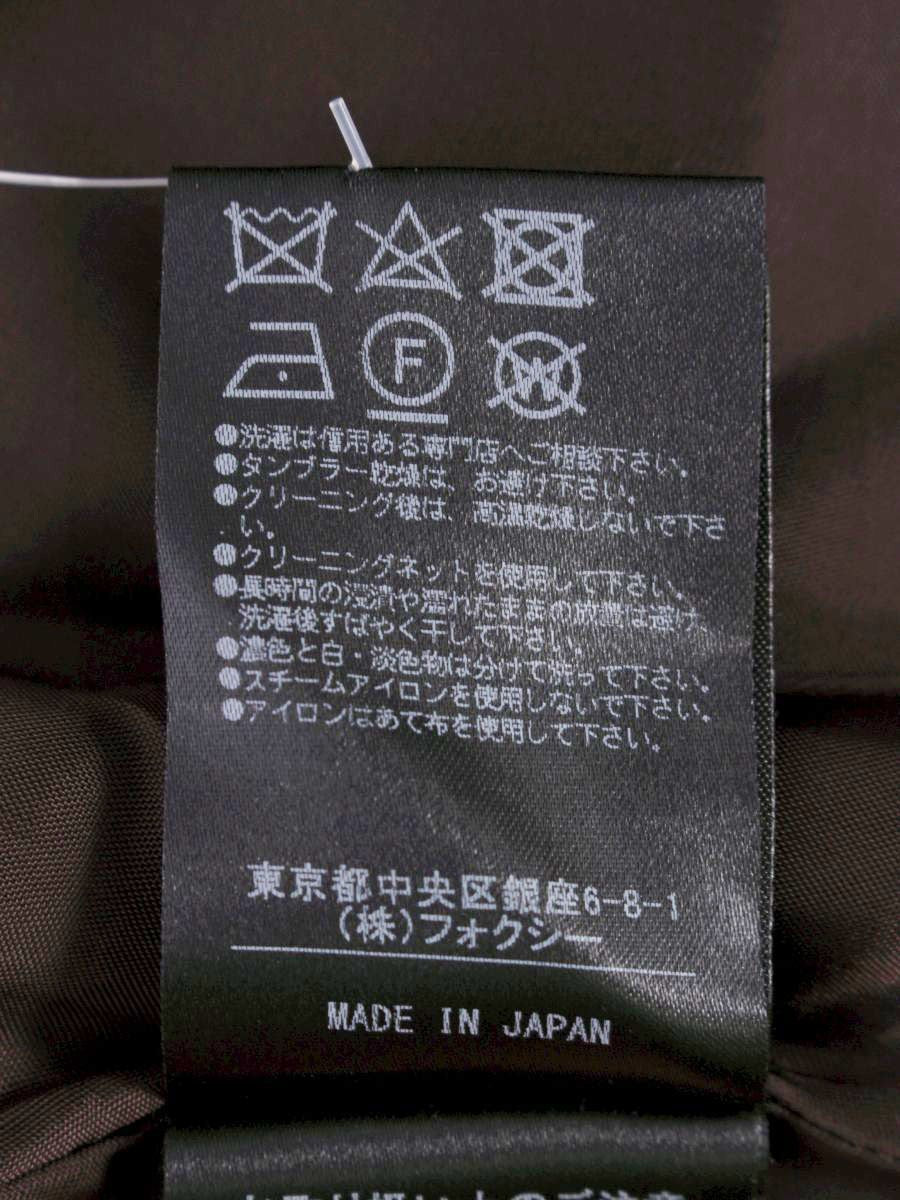 F
W
●洗濯は信用ある専門店へご相談下さい。
●タンブラー乾燥は、お避け下さい。
●クリーニング後は、高温乾燥しないで下さ
い。
●クリーニングネットを使用して下さい。
●長時間の浸漬や濡れたままの放置は避け、
洗濯後すばやく干して下さい。
●濃色と白・淡色物は分けて洗って下さい。
●スチームアイロンを使用しないで下さい。
●アイロンはあて布を使用して下さい。
東京都中央区銀座6-8-1
(株)フォクシー
MADE IN JAPAN